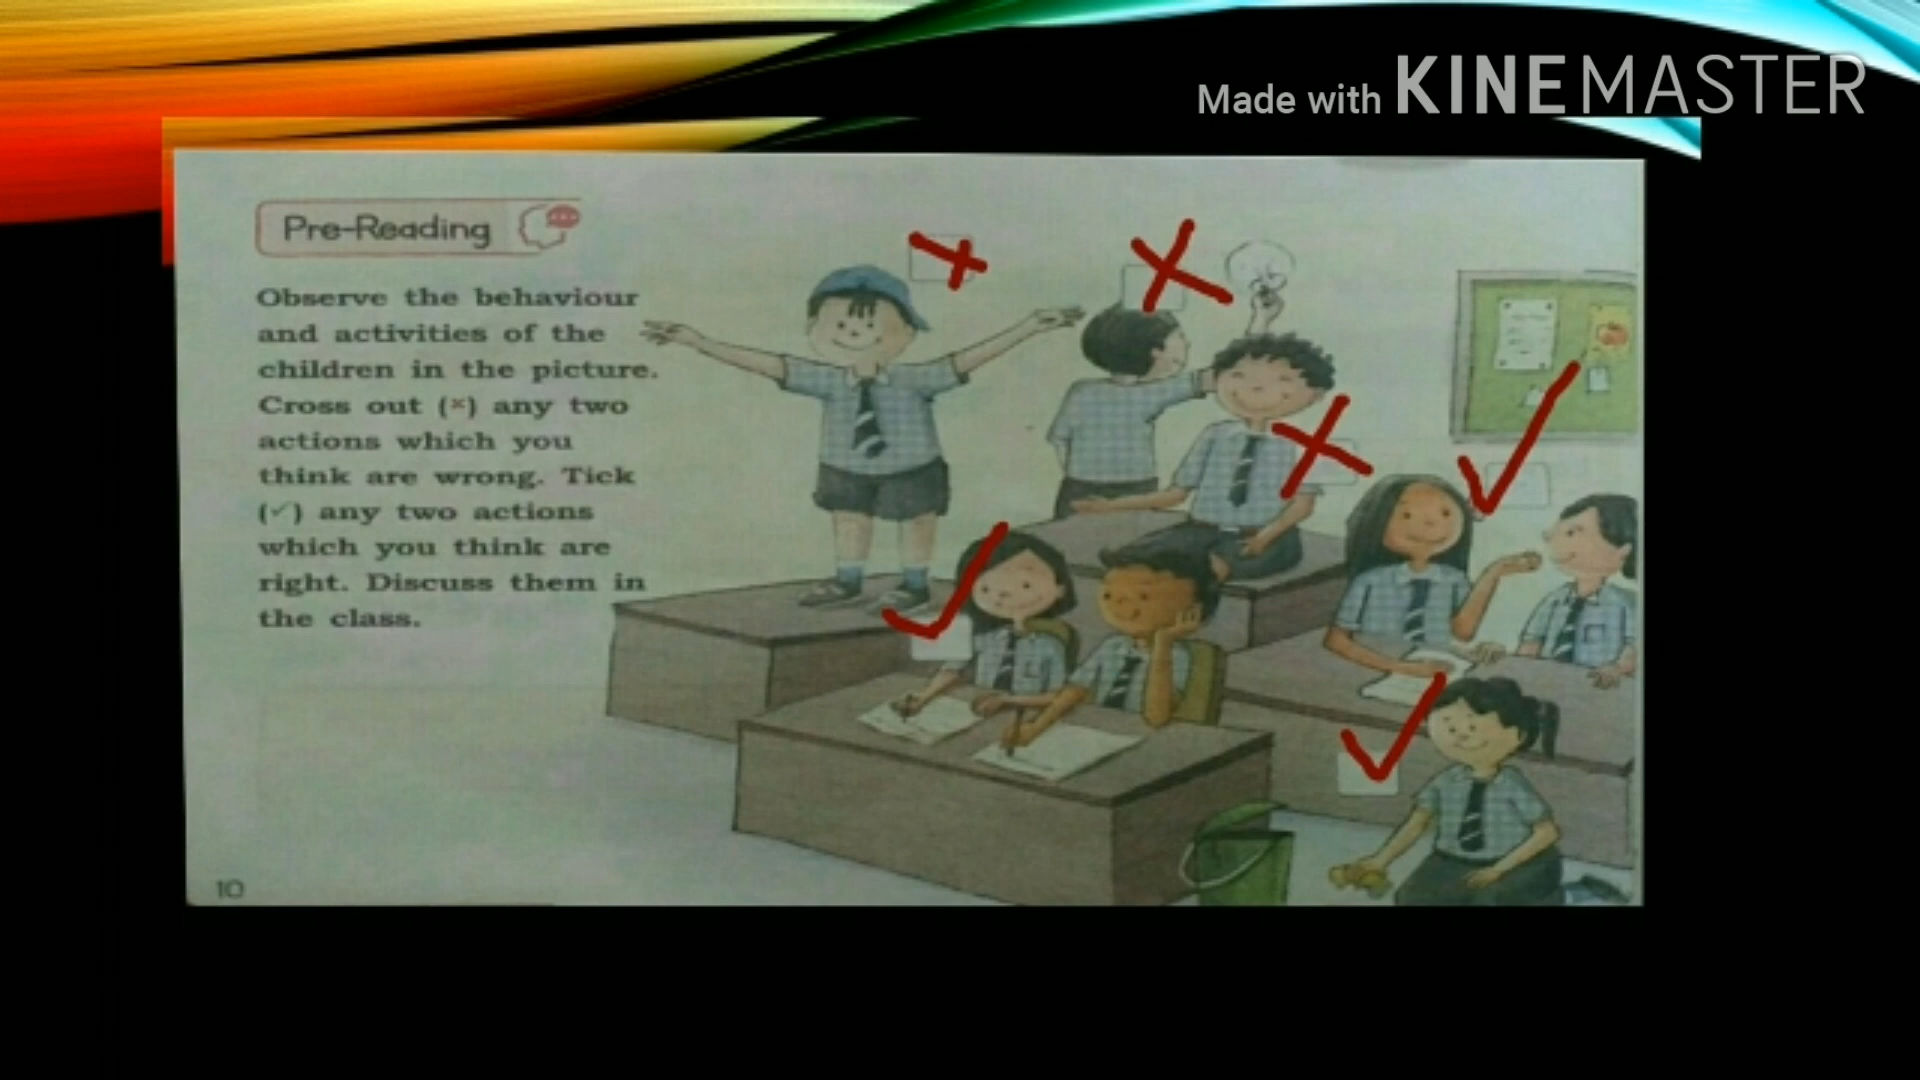 Made with KINEMASTER
Pre-Reading
Observe the behaviour
and activities of the
children in the picture.
Cross out (×) any two
actions which you
think are wrong. Tick
(✓) any two actions
which you think are
right. Discuss them in
the class.
10